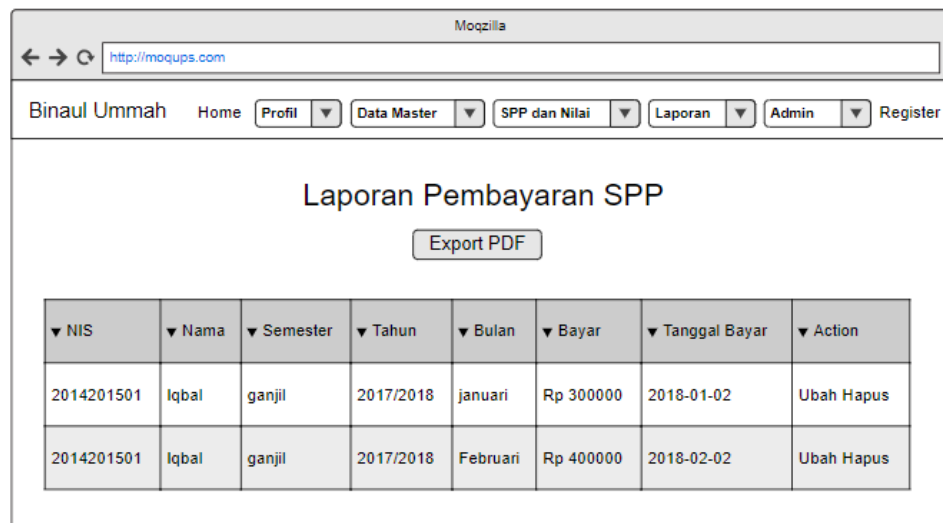 Moqzilla
http://moqups.com
Binaul Ummah Home Profil Data Master SPP dan Nilai Laporan Admin Register
Laporan Pembayaran SPP
Export PDF
NIS Nama Semester Tahun Bulan Bayar Tanggal Bayar Action
2014201501 Iqbal ganjil 2017/2018 januari Rp 300000 2018-01-02 Ubah Hapus
2014201501 Iqbal ganjil 2017/2018 Februari Rp 400000 2018-02-02 Ubah Hapus